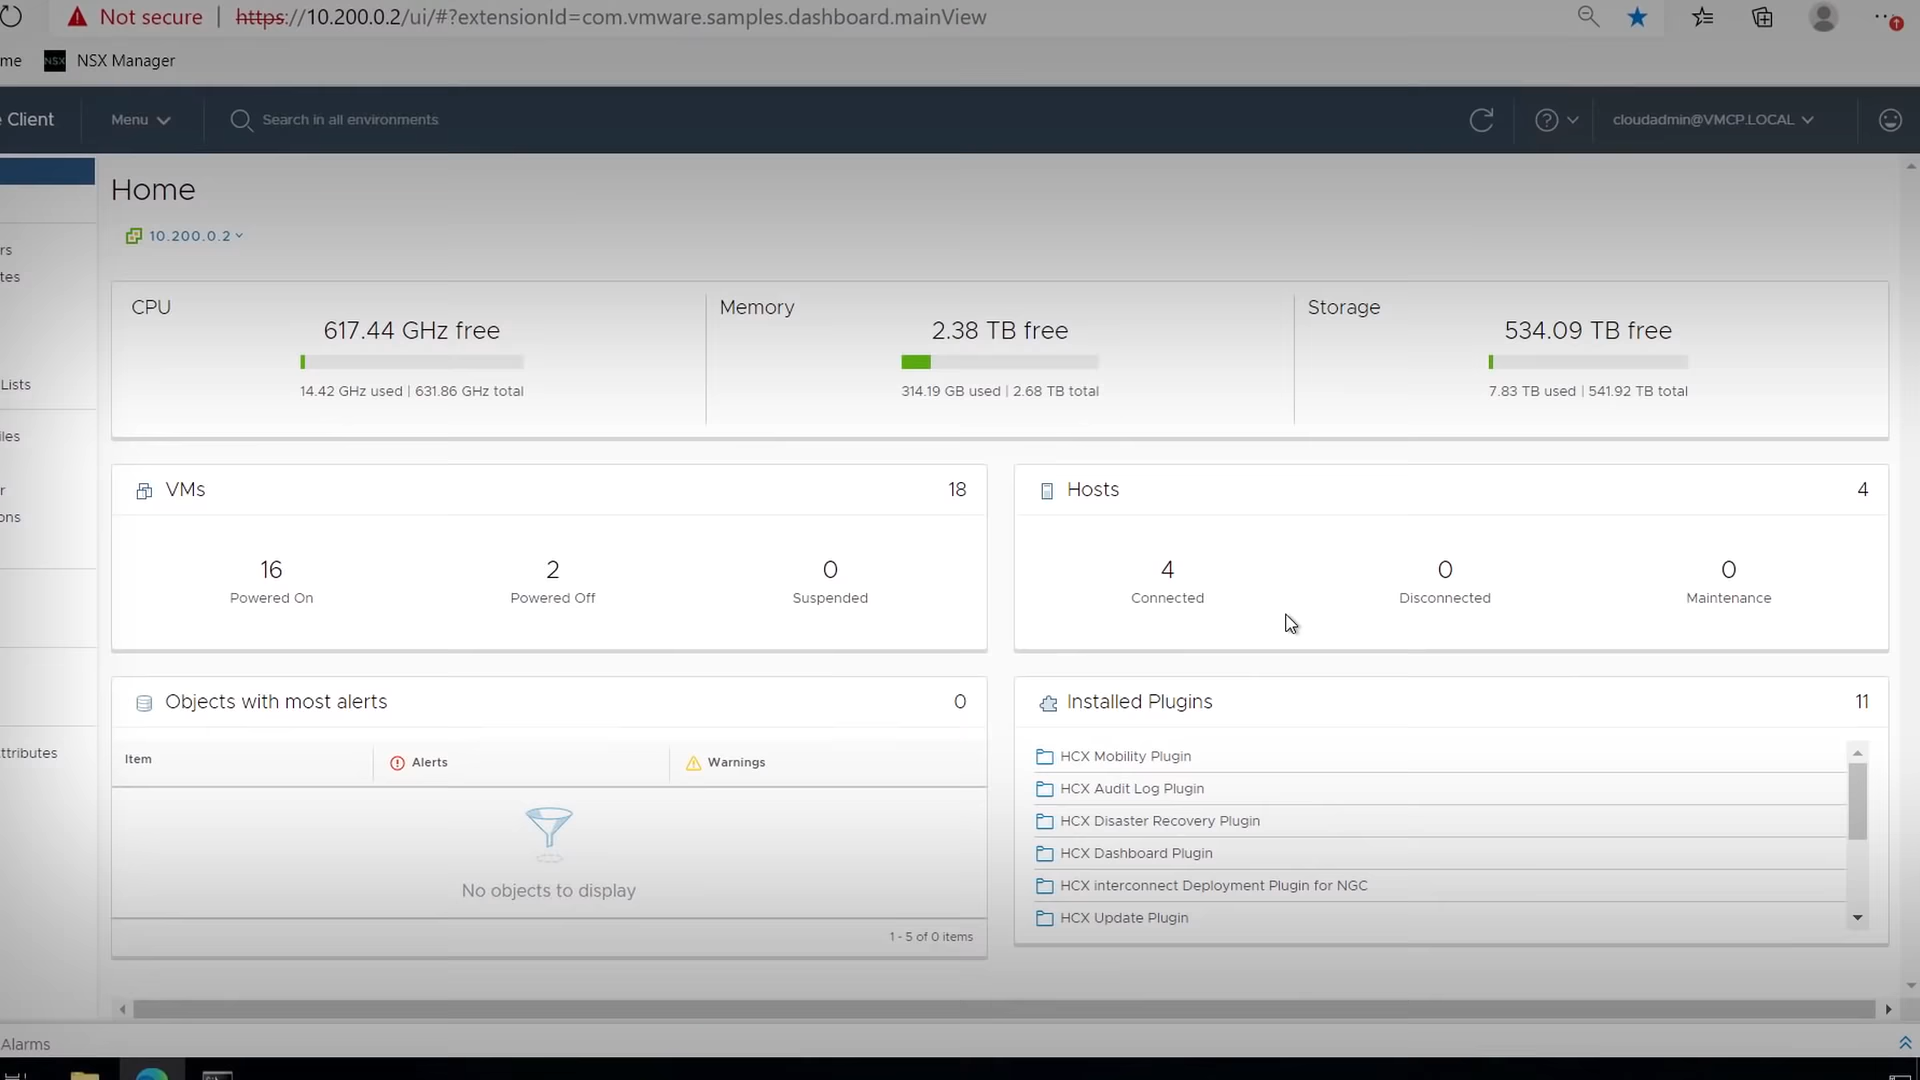 Not secure | https://10.200.0.2/ui/#?extensionId=com.vmware.samples.dashboard.mainView
me NSX NSX Manager
Client Menu Search in all environments cloudadmin@VMCP.LOCAL
Home
10.200.0.2
rs
tes
Lists
iles
r
ons
ttributes
CPU
617.44 GHz free
14.42 GHz used | 631.86 GHz total
Memory
2.38 TB free
314.19 GB used | 2.68 TB total
Storage
534.09 TB free
7.83 TB used | 541.92 TB total
VMs 18
16 2 0
Powered On Powered Off Suspended
Hosts 4
4 0 0
Connected Disconnected Maintenance
Objects with most alerts 0
Item Alerts Warnings
No objects to display
1 - 5 of 0 items
Installed Plugins 11
HCX Mobility Plugin
HCX Audit Log Plugin
HCX Disaster Recovery Plugin
HCX Dashboard Plugin
HCX interconnect Deployment Plugin for NGC
HCX Update Plugin
Alarms